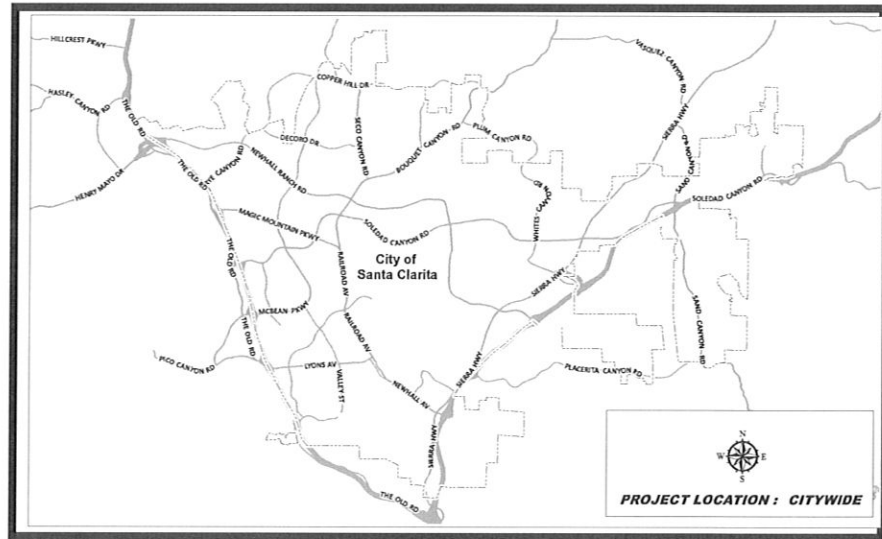 HILLCREST PKWY
VASQUEZ CANYON RD
HASLEY CANYON RD
THE OLD RD
COPPER HILL DR
SECO CANYON RD
DECORO DR
BOUQUET CANYON RD
PLUM CANYON RD
SIERRA HWY
HENRY MAYO DR
THE OLD RD
DYE CANYON RD
NEWHALL RANCH RD
WHITES CANYON RD
SAND CANYON RD
SOLEDAD CANYON RD
MAGIC MOUNTAIN PKWY
SOLEDAD CANYON RD
THE OLD RD
RAILROAD AV
City of
Santa Clarita
SIERRA HWY
MCBEAN PKWY
RAILROAD AV
THE OLD RD
SAND CANYON RD
PICO CANYON RD
LYONS AV
VALLEY ST
NEWHALL AV
SIERRA HWY
PLACERITA CANYON RD
SIERRA HWY
THE OLD RD
N
W E
S
PROJECT LOCATION : CITYWIDE